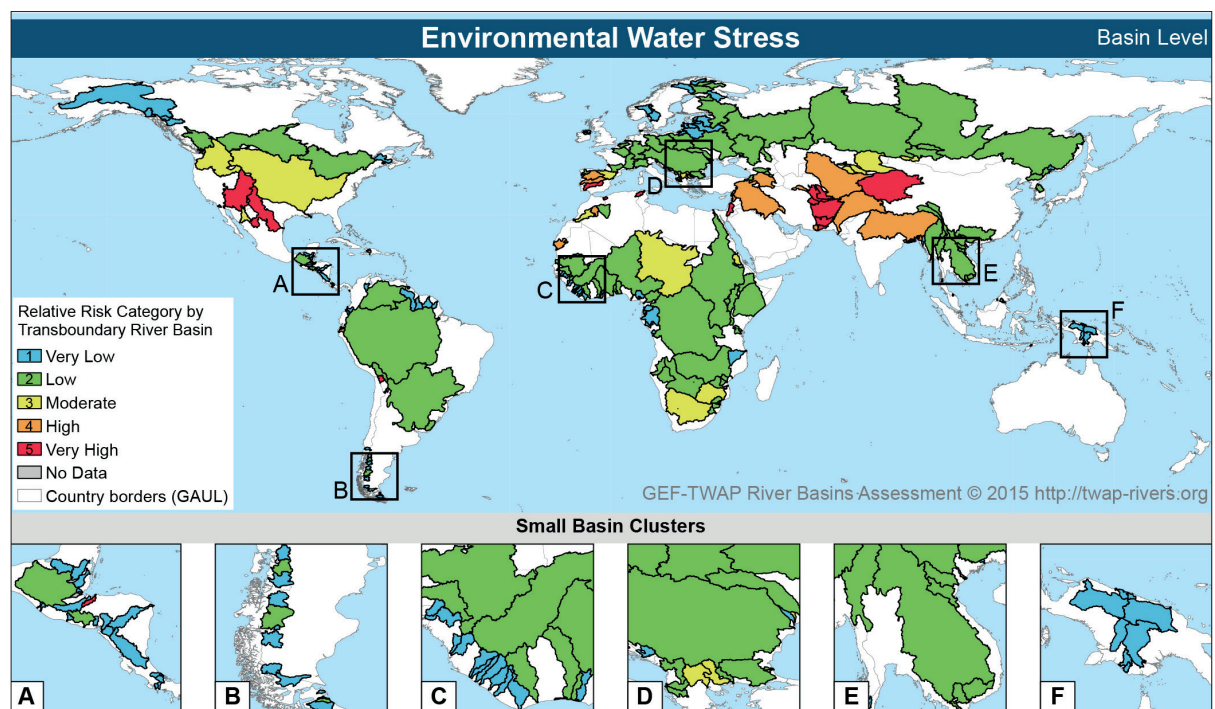 Environmental Water Stress
Basin Level
A
B
C
D
E
F
Relative Risk Category by
Transboundary River Basin
1 Very Low
2 Low
3 Moderate
4 High
5 Very High
No Data
Country borders (GAUL)
GEF-TWAP River Basins Assessment © 2015 http://twap-rivers.org
Small Basin Clusters
A
B
C
D
E
F